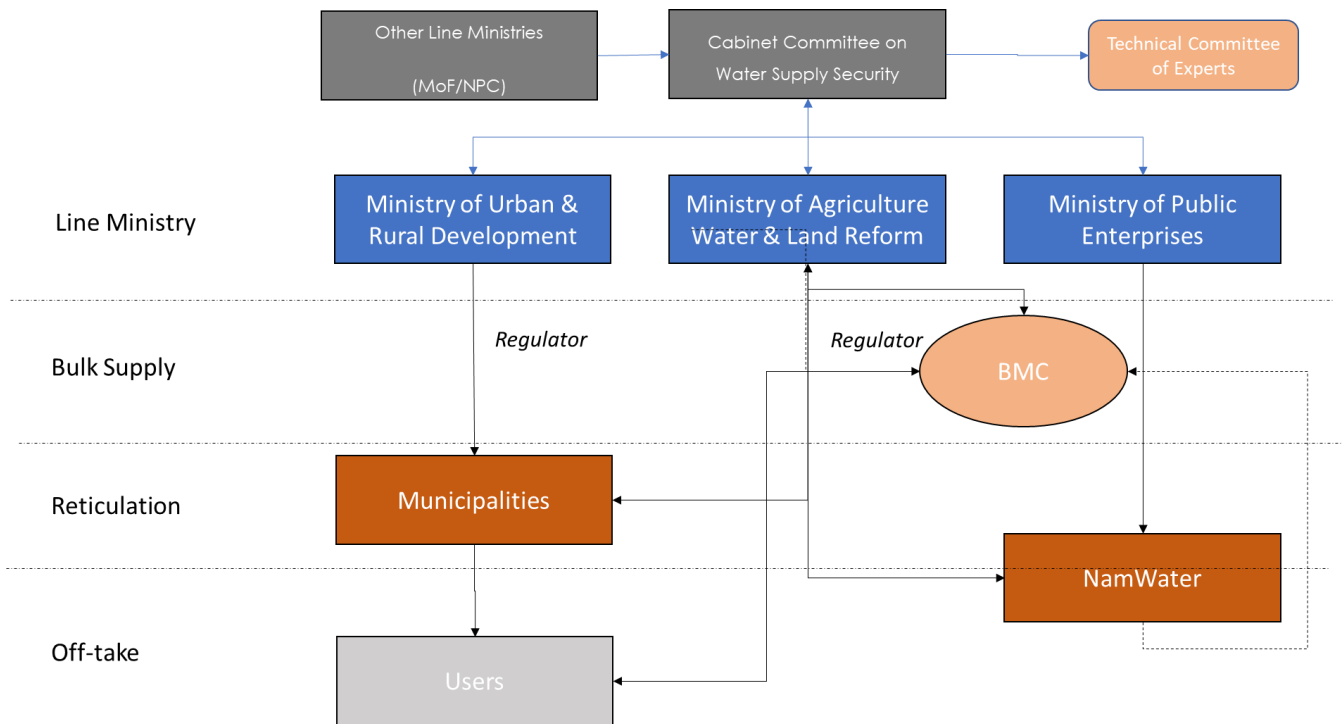 Other Line Ministries
(MoF/NPC)
Cabinet Committee on
Water Supply Security
Technical Committee
of Experts
Line Ministry
Ministry of Urban &
Rural Development
Ministry of Agriculture
Water & Land Reform
Ministry of Public
Enterprises
Bulk Supply
Regulator
Regulator
BMC
Reticulation
Municipalities
NamWater
Off-take
Users